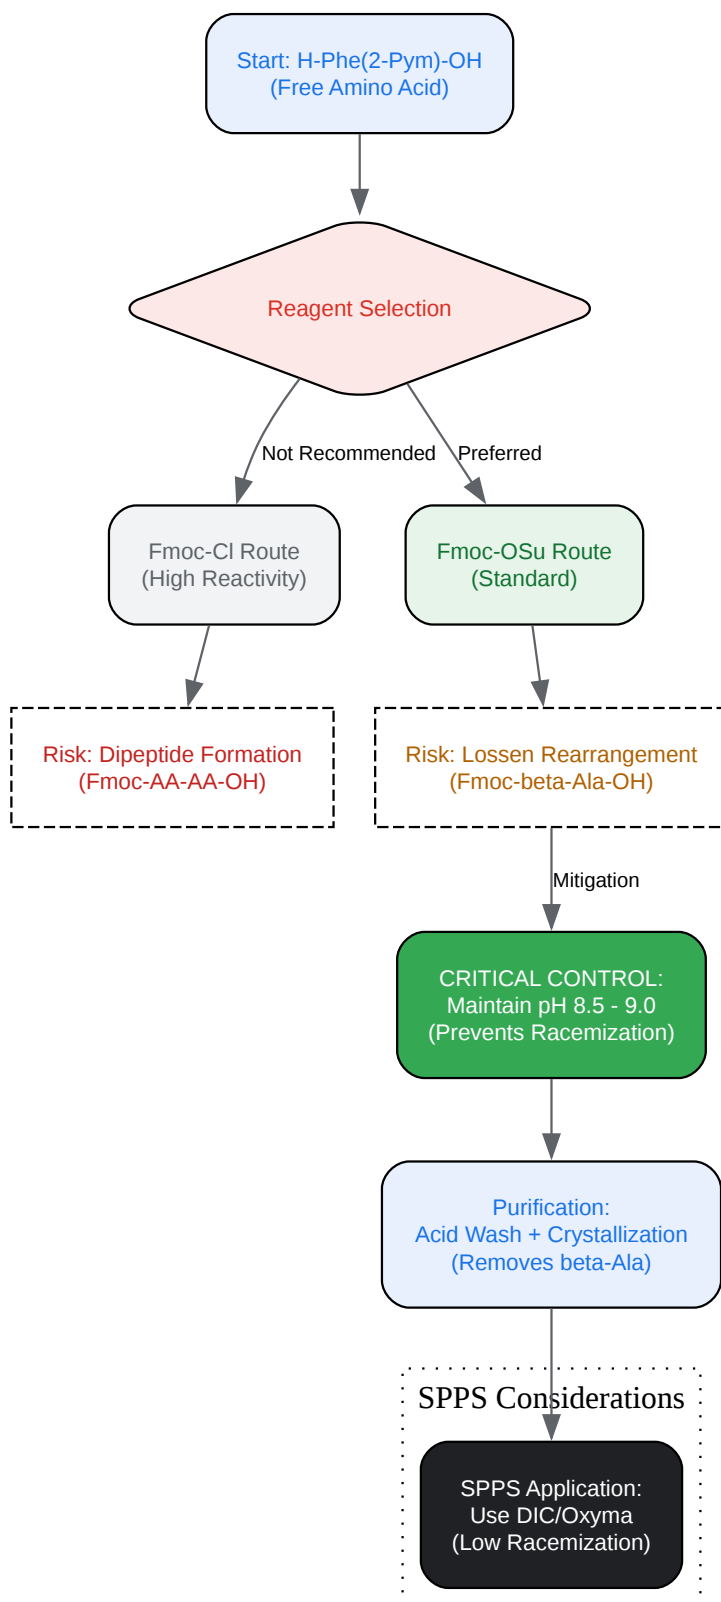 Start: H-Phe(2-Pym)-OH
(Free Amino Acid)
Reagent Selection
Not Recommended
Preferred
Fmoc-Cl Route
(High Reactivity)
Fmoc-OSu Route
(Standard)
Risk: Dipeptide Formation
(Fmoc-AA-AA-OH)
Risk: Lossen Rearrangement
(Fmoc-beta-Ala-OH)
Mitigation
CRITICAL CONTROL:
Maintain pH 8.5 - 9.0
(Prevents Racemization)
Purification:
Acid Wash + Crystallization
(Removes beta-Ala)
SPPS Considerations
SPPS Application:
Use DIC/Oxyma
(Low Racemization)